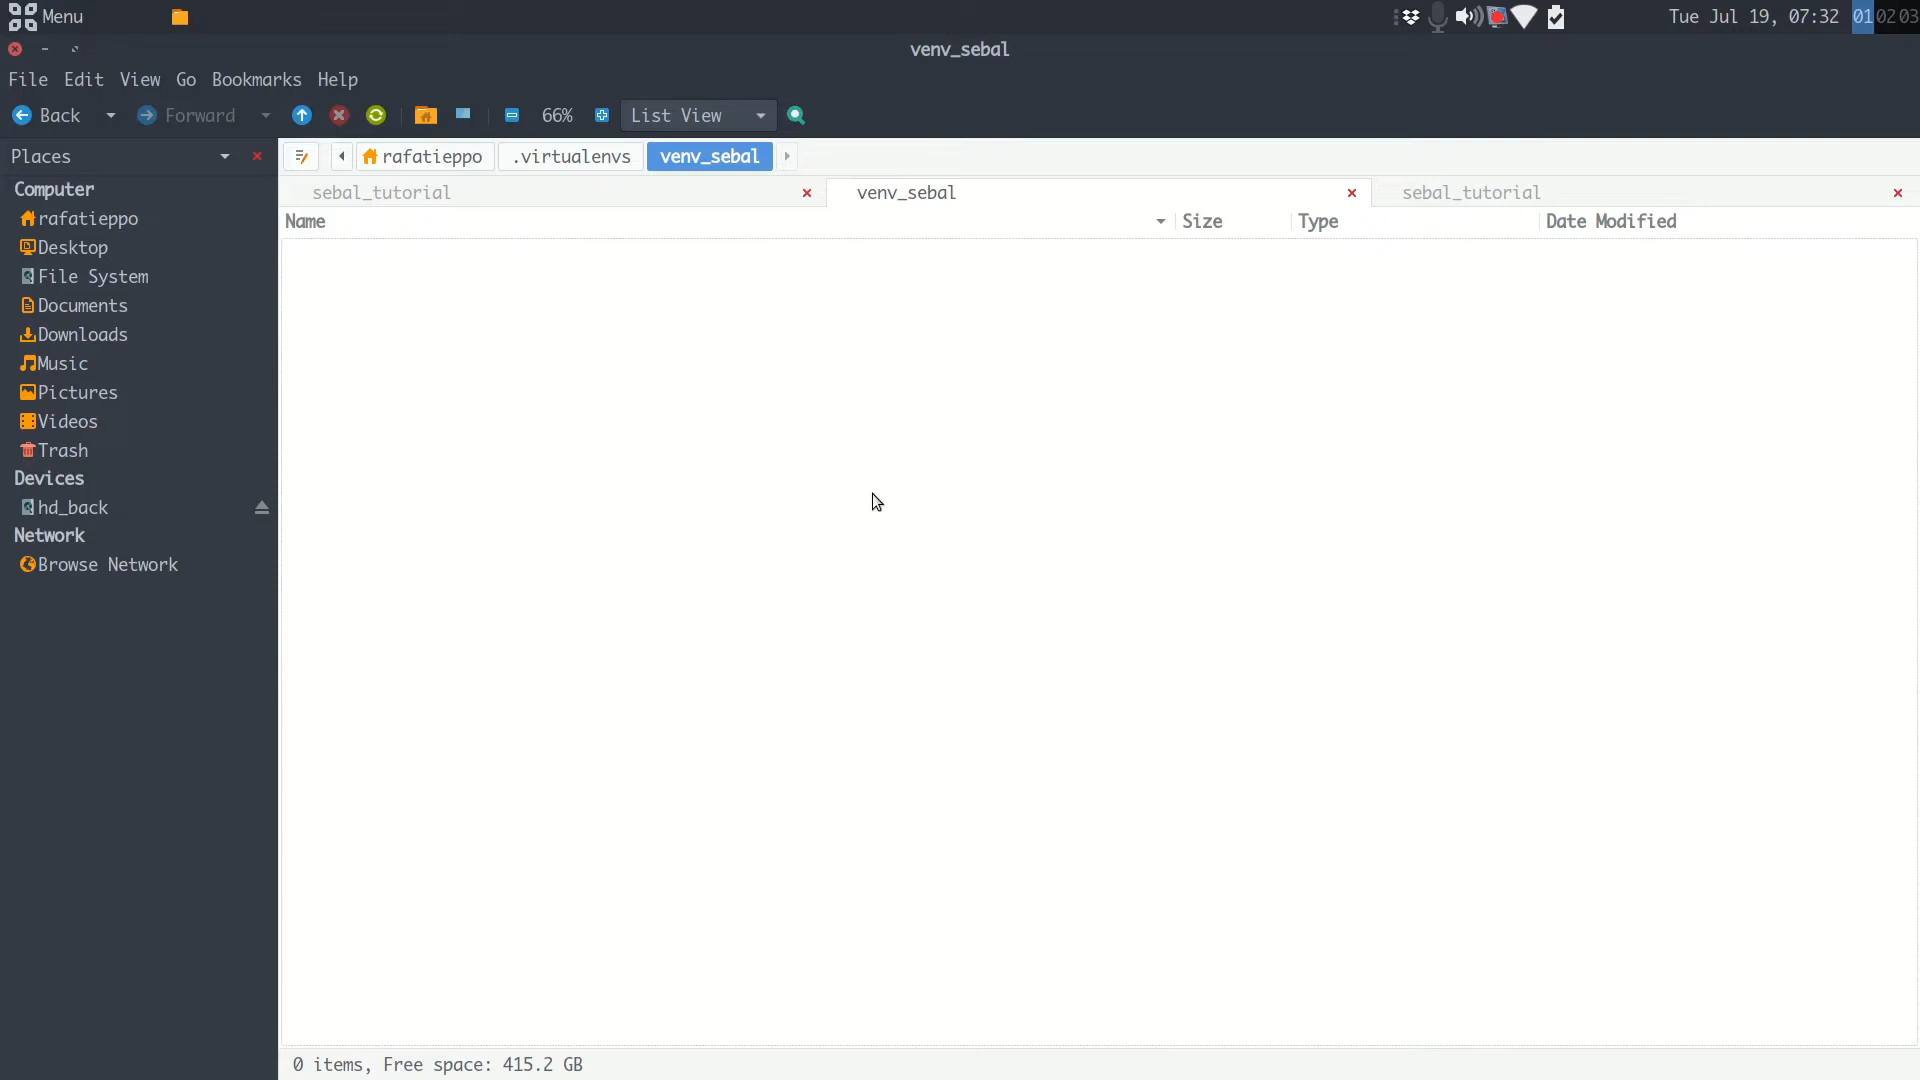 Menu Tue Jul 19, 07:32 01 02 03
venv_sebal
File Edit View Go Bookmarks Help
Back Forward 66% List View
Places rafatieppo .virtualenvs venv_sebal
Computer
sebal_tutorial venv_sebal sebal_tutorial
Name Size Type Date Modified
rafatieppo
Desktop
File System
Documents
Downloads
Music
Pictures
Videos
Trash
Devices
hd_back
Network
Browse Network
0 items, Free space: 415.2 GB